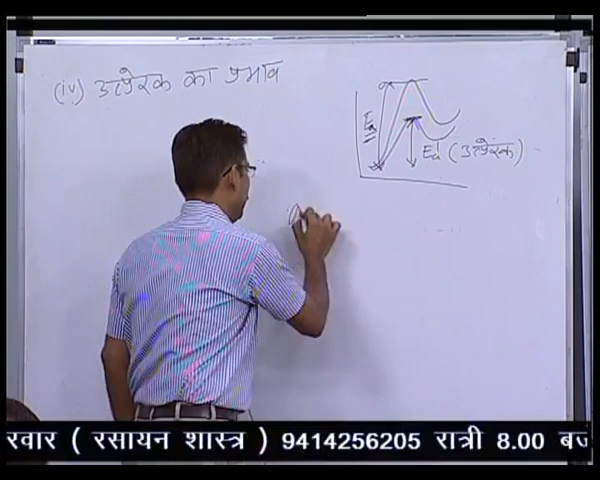 (iv) उत्प्रेरक का प्रभाव
Ea
Ea' (उत्प्रेरक)
रवार ( रसायन शास्त्र ) 9414256205 रात्री 8.00 बज